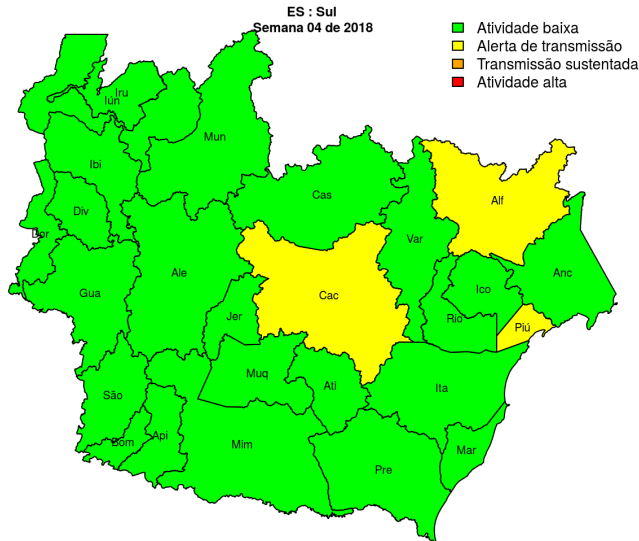 ES : Sul
Semana 04 de 2018
Atividade baixa
Alerta de transmissão
Transmissão sustentada
Atividade alta
Iru
Iún
Mun
Ibi
Cas
Alf
Div
Dor
Var
Ale
Anc
Gua
Cac
Ico
Jer
Rio
Piú
Muq
Ati
Ita
São
Bom
Api
Mim
Mar
Pre